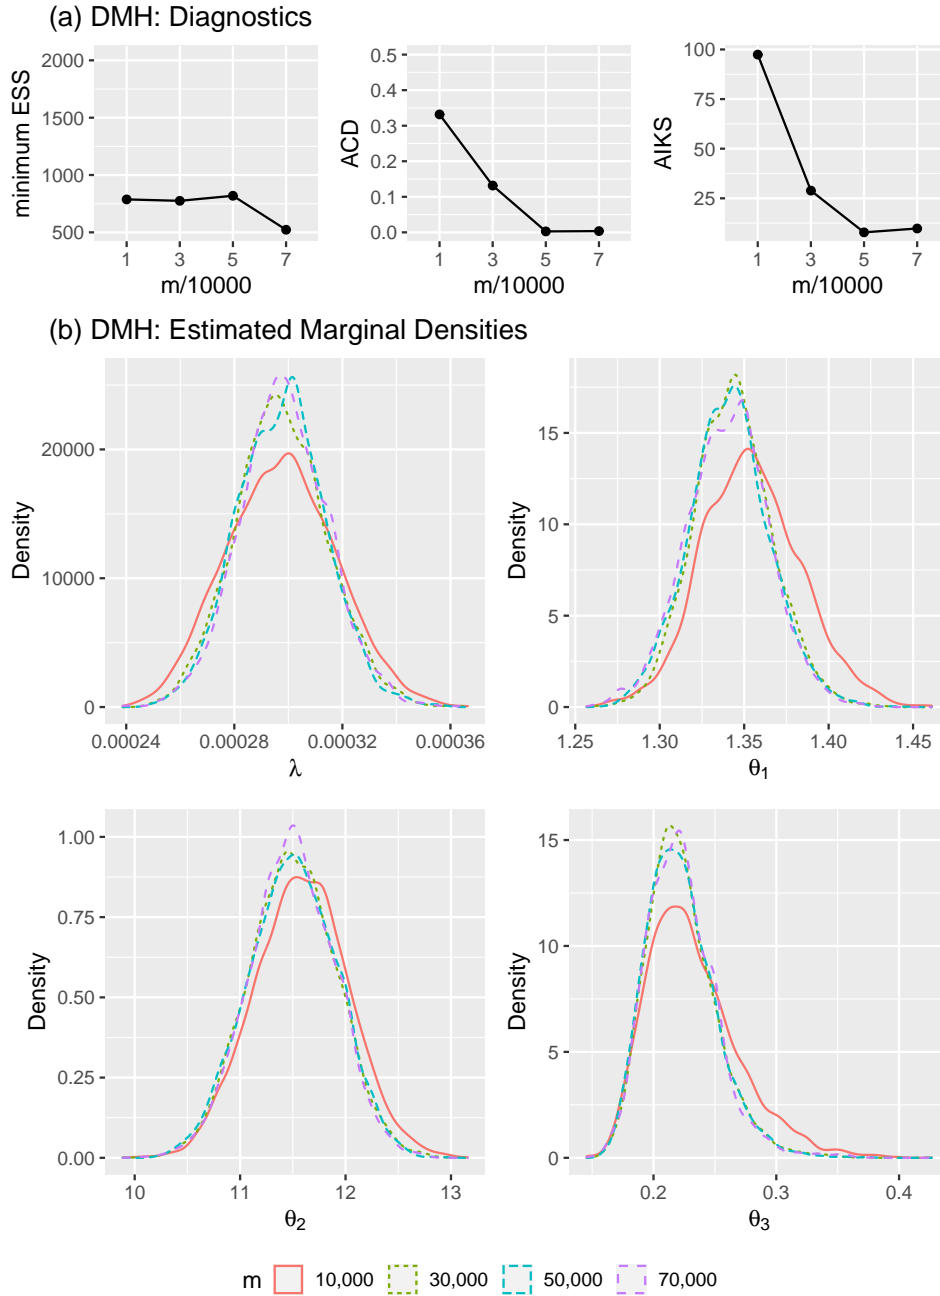 (a) DMH: Diagnostics
minimum ESS
2000
1500
1000
500
1 3 5 7
m/10000
ACD
0.5
0.4
0.3
0.2
0.1
0.0
1 3 5 7
m/10000
AIKS
100
75
50
25
1 3 5 7
m/10000
(b) DMH: Estimated Marginal Densities
Density
20000
10000
0
0.00024 0.00028 0.00032 0.00036
λ
Density
15
10
5
0
1.25 1.30 1.35 1.40 1.45
θ1
Density
1.00
0.75
0.50
0.25
0.00
10 11 12 13
θ2
Density
15
10
5
0
0.2 0.3 0.4
θ3
m 10,000 30,000 50,000 70,000